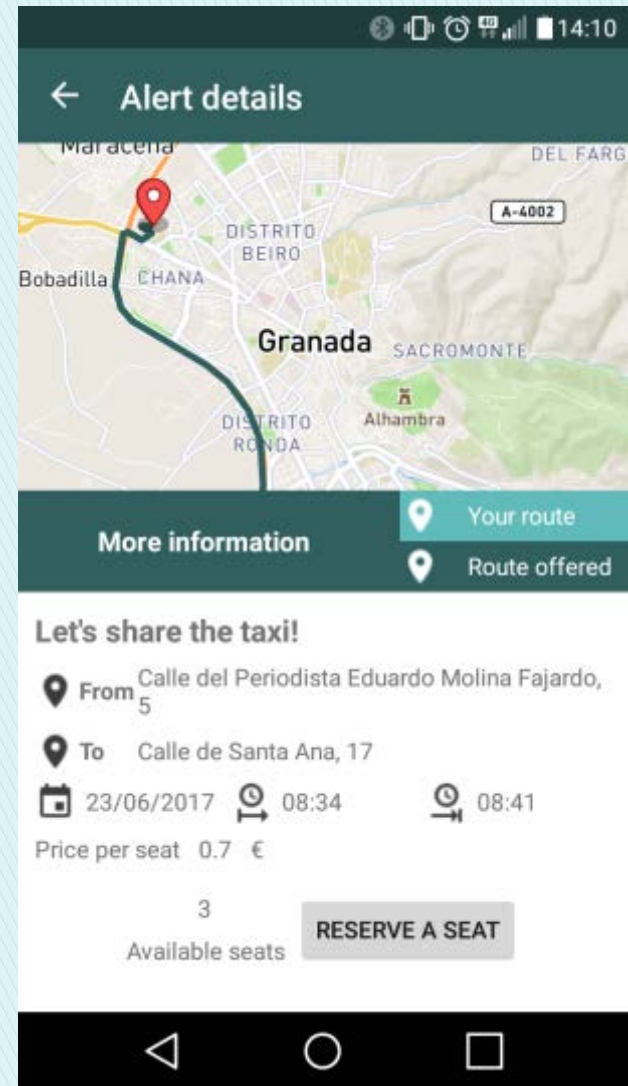 4G 14:10
Alert details
Maracena
DEL FARG
A-4002
DISTRITO
BEIRO
Bobadilla
CHANA
Granada
SACROMONTE
Alhambra
DISTRITO
RONDA
More information
Your route
Route offered
Let's share the taxi!
From Calle del Periodista Eduardo Molina Fajardo,
5
To Calle de Santa Ana, 17
23/06/2017 08:34 08:41
Price per seat 0.7 €
3
Available seats
RESERVE A SEAT